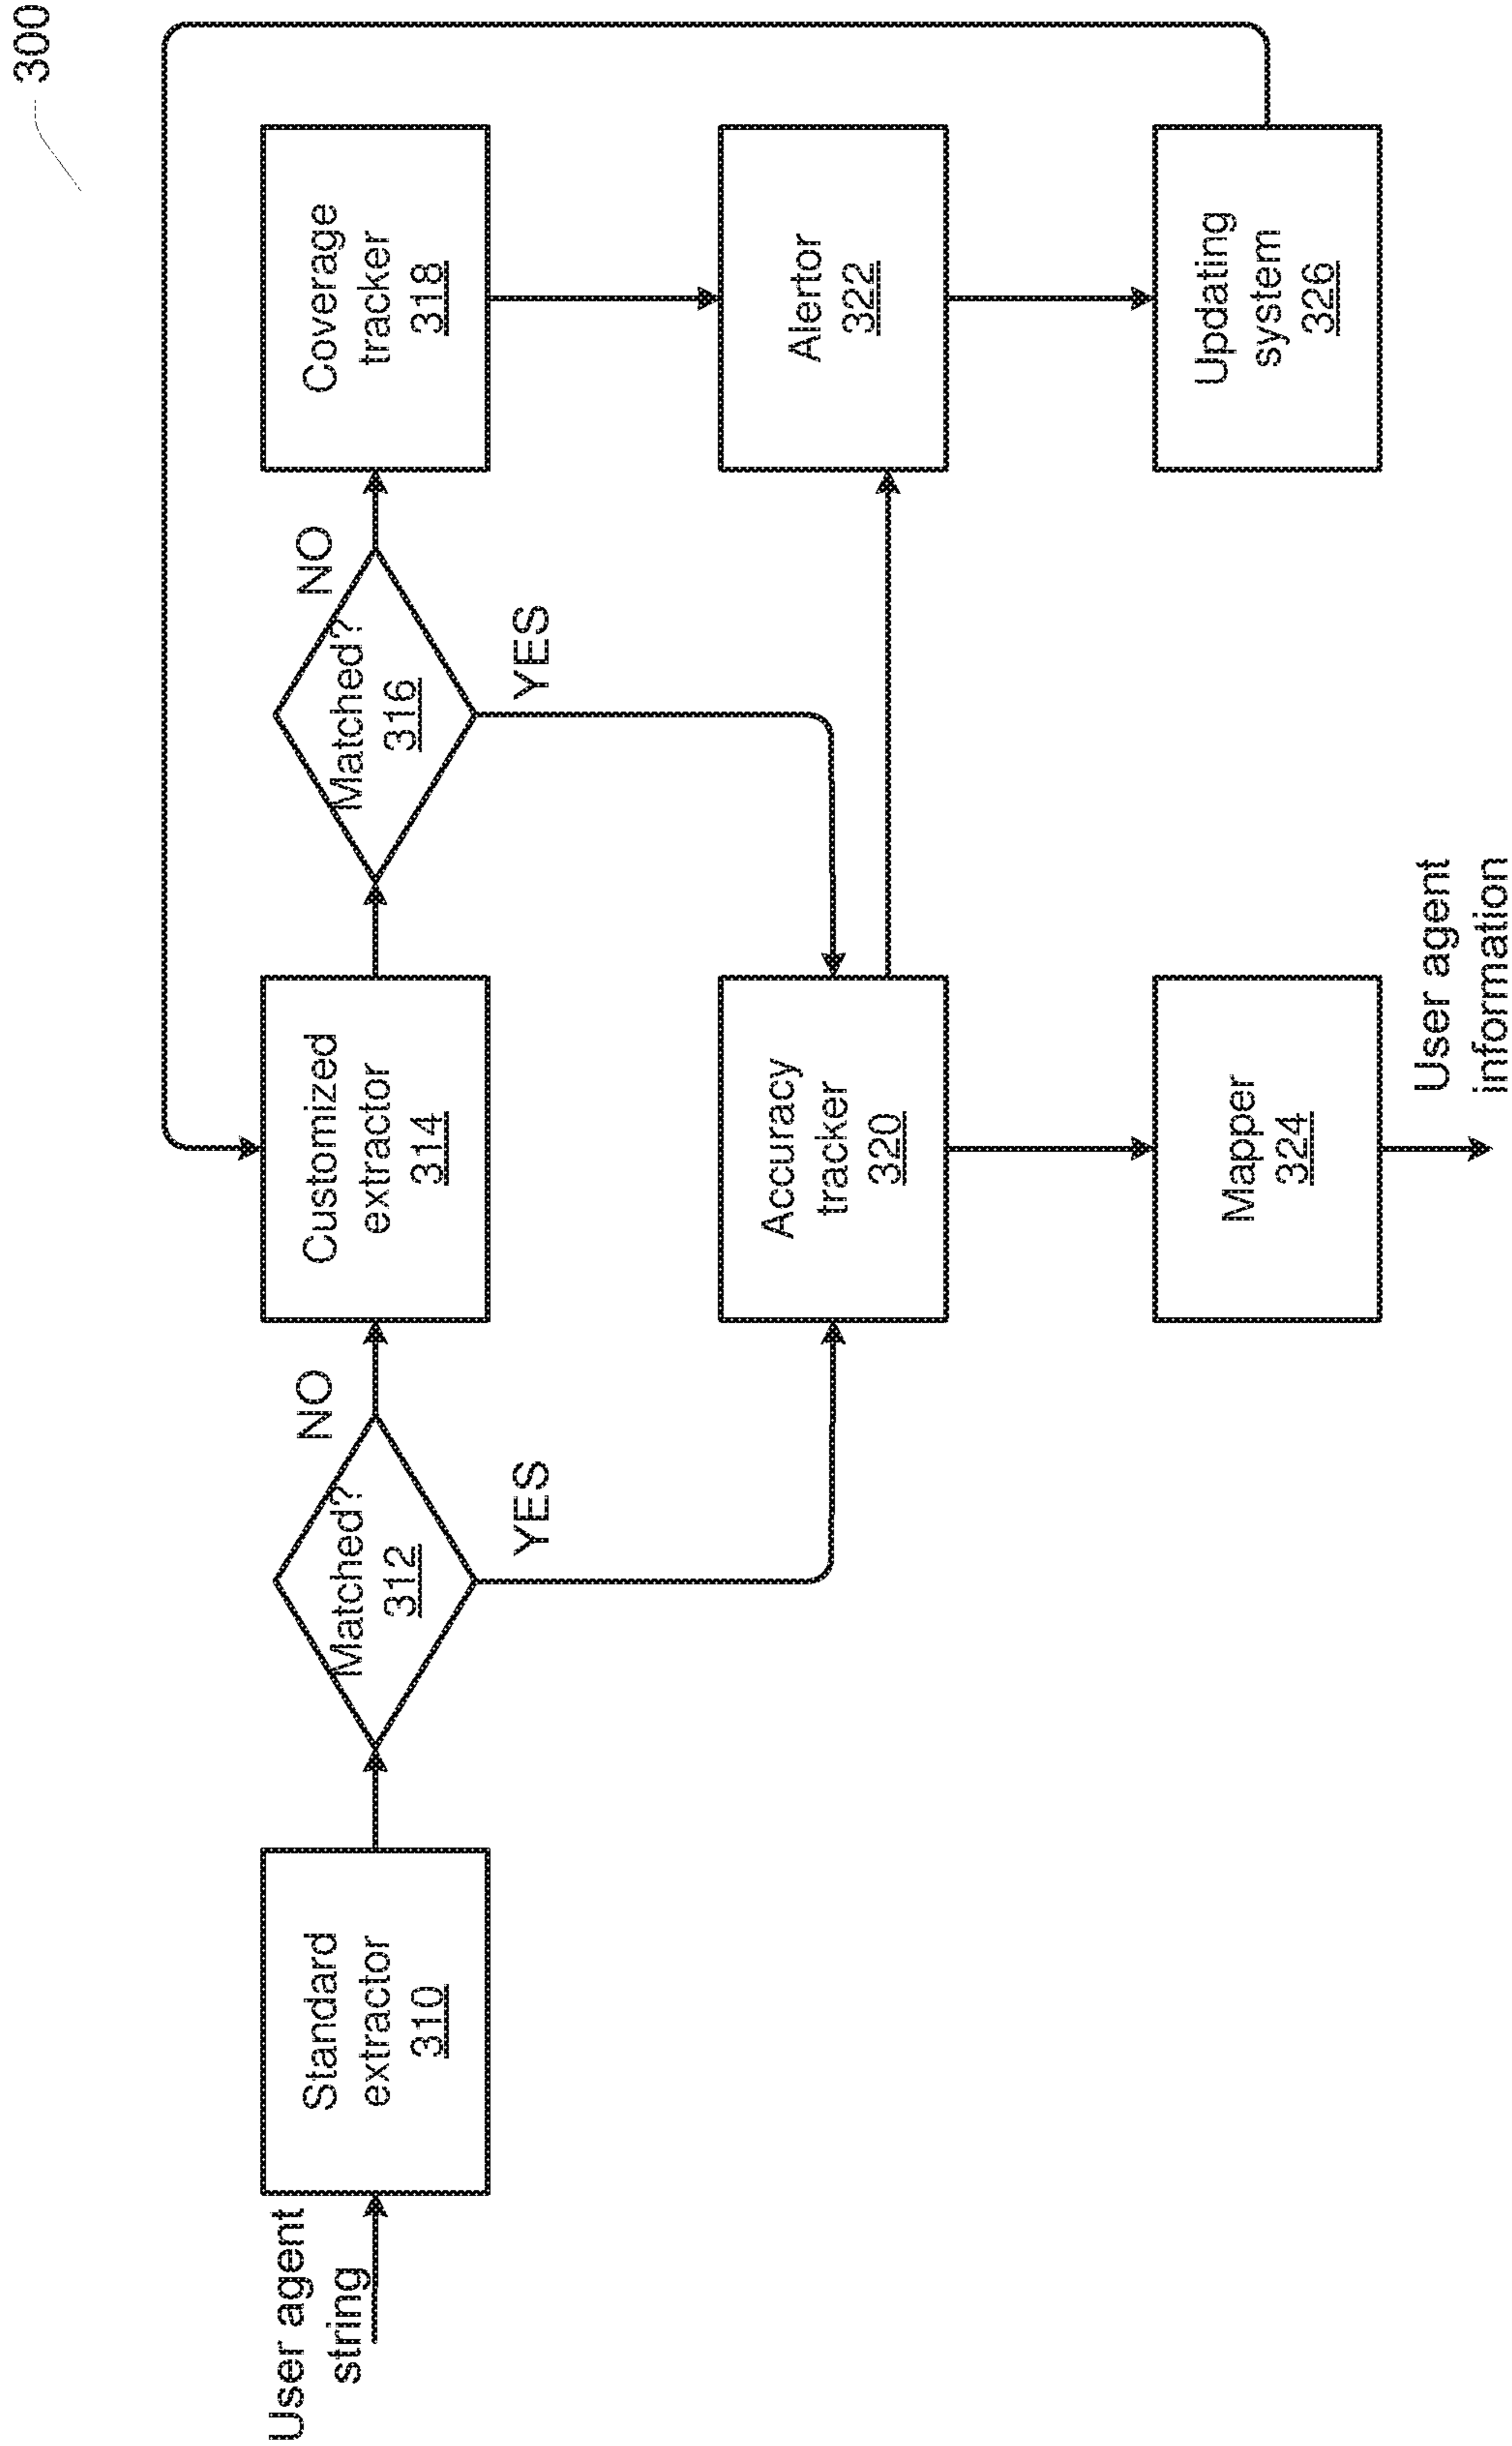 300
User agent
string
Standard
extractor
310
Matched?
312
NO
YES
Customized
extractor
314
Matched?
316
NO
YES
Coverage
tracker
318
Accuracy
tracker
320
Alertor
322
Mapper
324
Updating
system
326
User agent
information